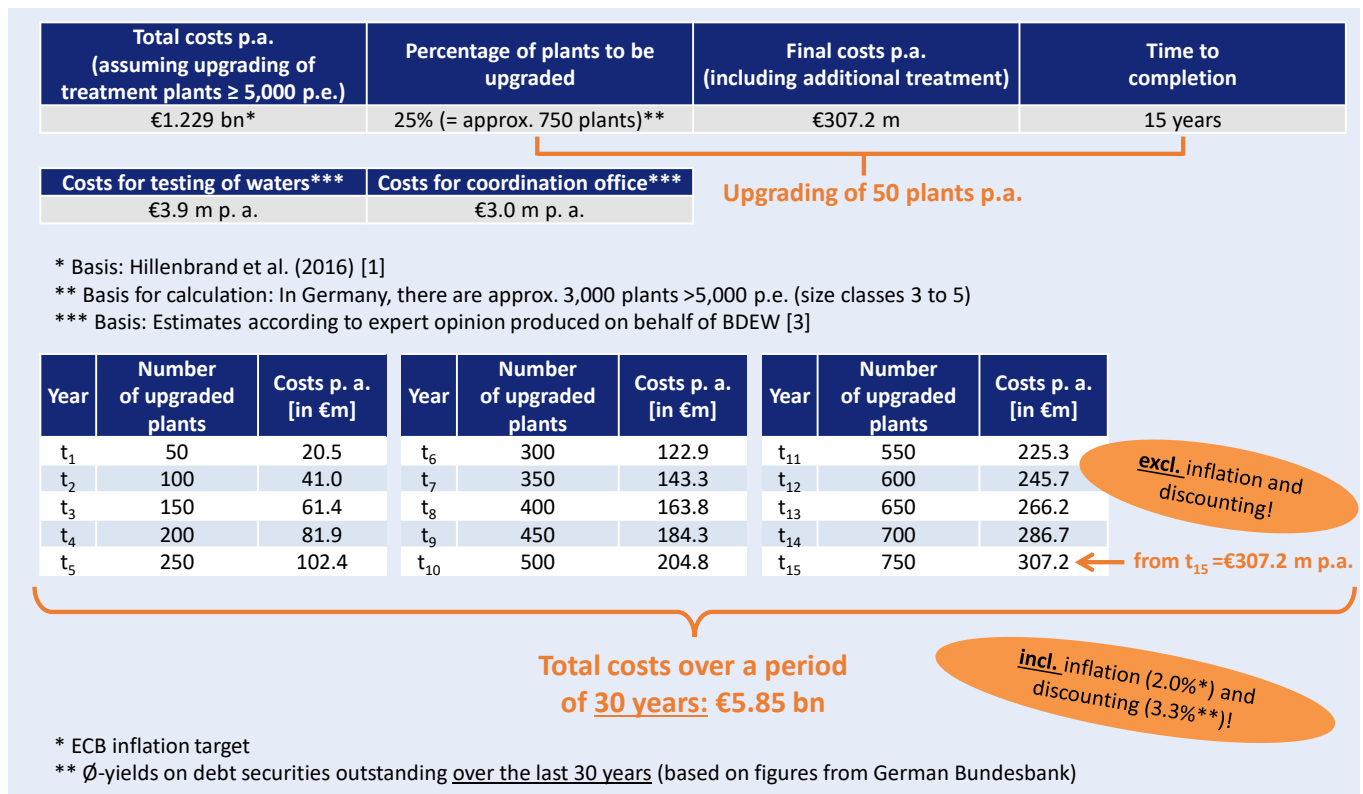 Total costs p.a.
(assuming upgrading of
treatment plants ≥ 5,000 p.e.)
Percentage of plants to be
upgraded
Final costs p.a.
(including additional treatment)
Time to
completion
€1.229 bn*
25% (= approx. 750 plants)**
€307.2 m
15 years
Costs for testing of waters***
Costs for coordination office***
€3.9 m p. a.
€3.0 m p. a.
Upgrading of 50 plants p.a.
* Basis: Hillenbrand et al. (2016) [1]
** Basis for calculation: In Germany, there are approx. 3,000 plants >5,000 p.e. (size classes 3 to 5)
*** Basis: Estimates according to expert opinion produced on behalf of BDEW [3]
Year
Number
of upgraded
plants
Costs p. a.
[in €m]
t1 50 20.5
t2 100 41.0
t3 150 61.4
t4 200 81.9
t5 250 102.4
Year
Number
of upgraded
plants
Costs p. a.
[in €m]
t6 300 122.9
t7 350 143.3
t8 400 163.8
t9 450 184.3
t10 500 204.8
Year
Number
of upgraded
plants
Costs p. a.
[in €m]
t11 550 225.3
t12 600 245.7
t13 650 266.2
t14 700 286.7
t15 750 307.2
excl. inflation and
discounting!
from t15 =€307.2 m p.a.
Total costs over a period
of 30 years: €5.85 bn
incl. inflation (2.0%*) and
discounting (3.3%**)!
* ECB inflation target
** Ø-yields on debt securities outstanding over the last 30 years (based on figures from German Bundesbank)